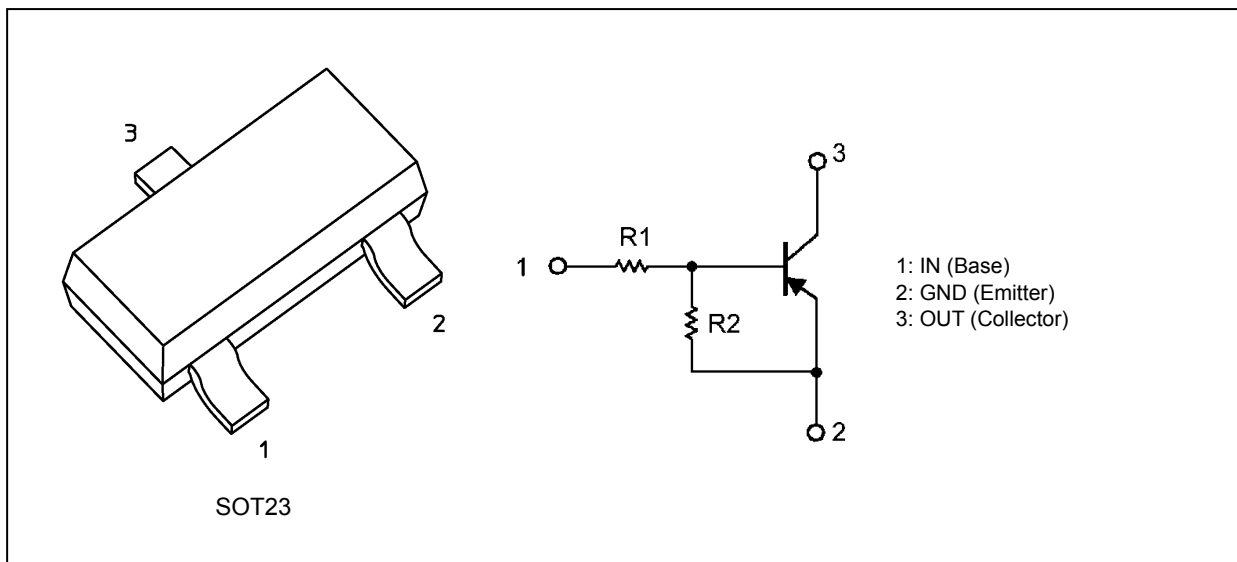 3
2
1
SOT23
3
R1
1
R2
2
1: IN (Base)
2: GND (Emitter)
3: OUT (Collector)